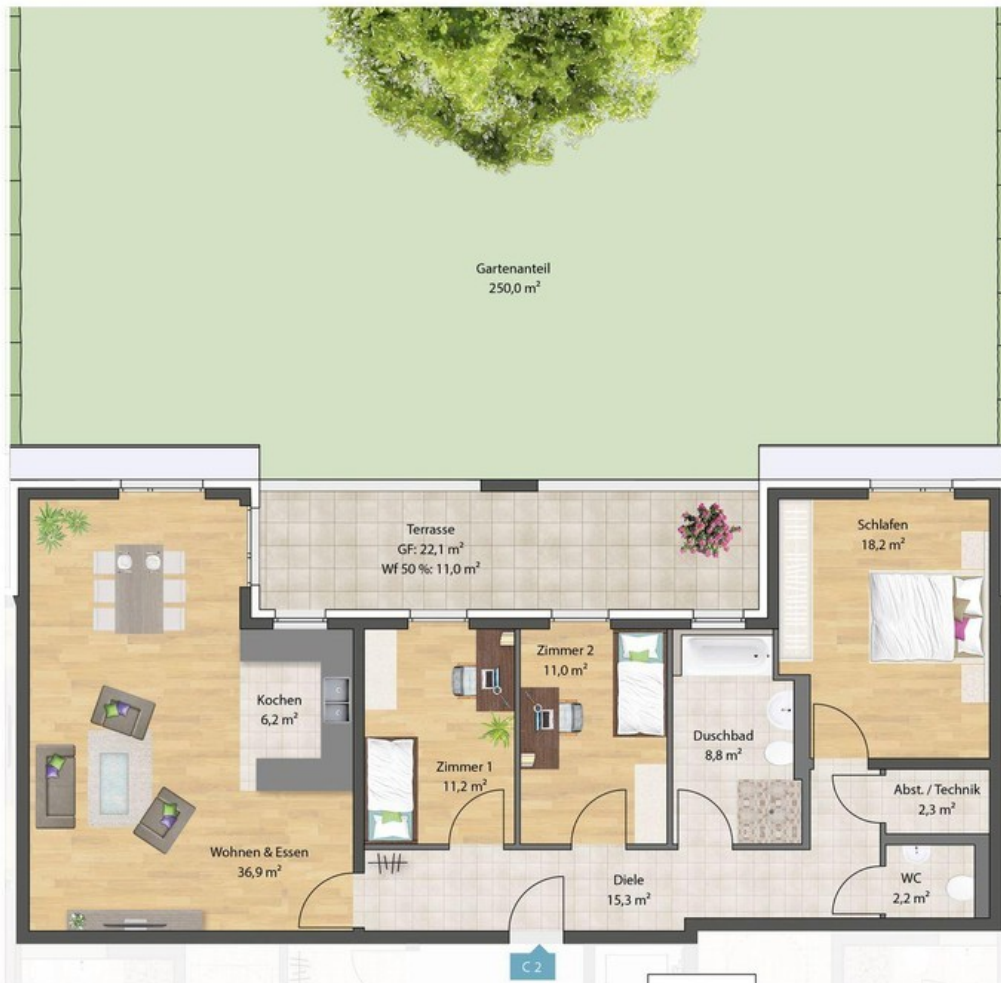 Gartenanteil
250,0 m²
Terrasse
GF: 22,1 m²
Wf 50 %: 11,0 m²
Schlafen
18,2 m²
Zimmer 2
11,0 m²
Kochen
6,2 m²
Duschbad
8,8 m²
Zimmer 1
11,2 m²
Abst. / Technik
2,3 m²
Wohnen & Essen
36,9 m²
Diele
15,3 m²
WC
2,2 m²
C 2